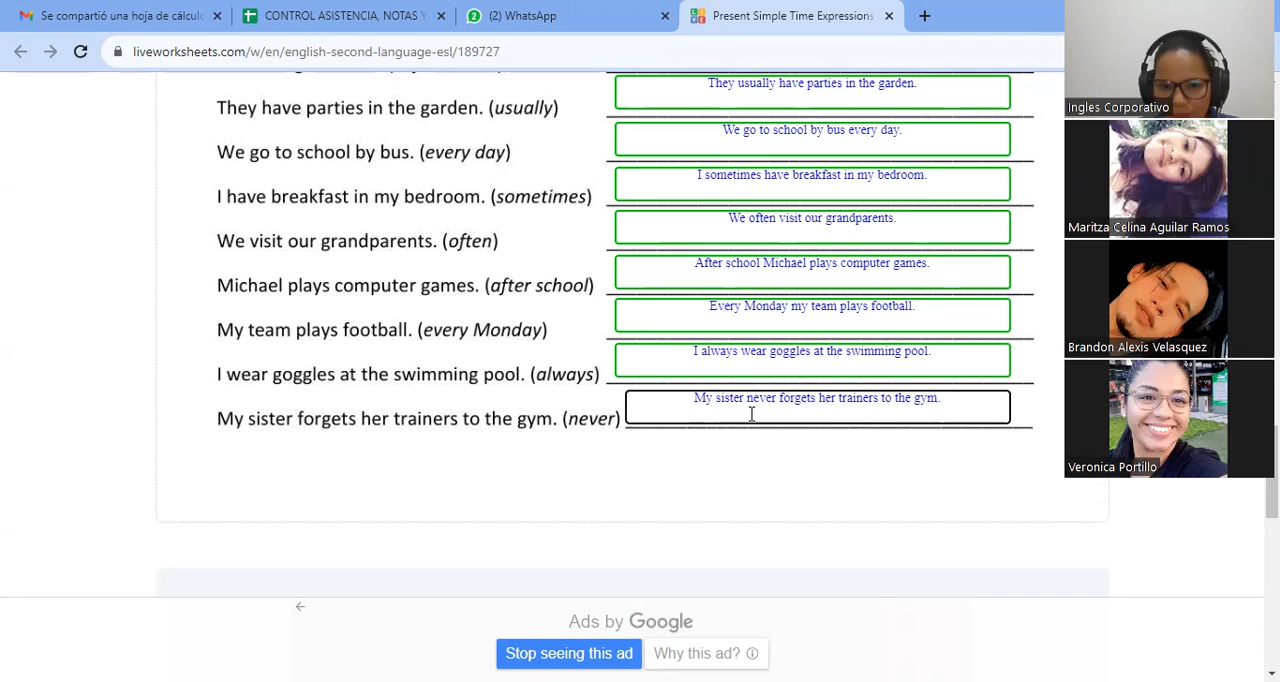 Se compartió una hoja de cálcu
CONTROL ASISTENCIA, NOTAS Y
(2) WhatsApp
Present Simple Time Expressions
liveworksheets.com/w/en/english-second-language-esl/189727
They have parties in the garden. (usually)
They usually have parties in the garden.
We go to school by bus. (every day)
We go to school by bus every day.
I have breakfast in my bedroom. (sometimes)
I sometimes have breakfast in my bedroom.
We visit our grandparents. (often)
We often visit our grandparents.
Michael plays computer games. (after school)
After school Michael plays computer games.
My team plays football. (every Monday)
Every Monday my team plays football.
I wear goggles at the swimming pool. (always)
I always wear goggles at the swimming pool.
My sister forgets her trainers to the gym. (never)
My sister never forgets her trainers to the gym.
Ads by Google
Stop seeing this ad
Why this ad?
Ingles Corporativo
Maritza Celina Aguilar Ramos
Brandon Alexis Velasquez
Veronica Portillo